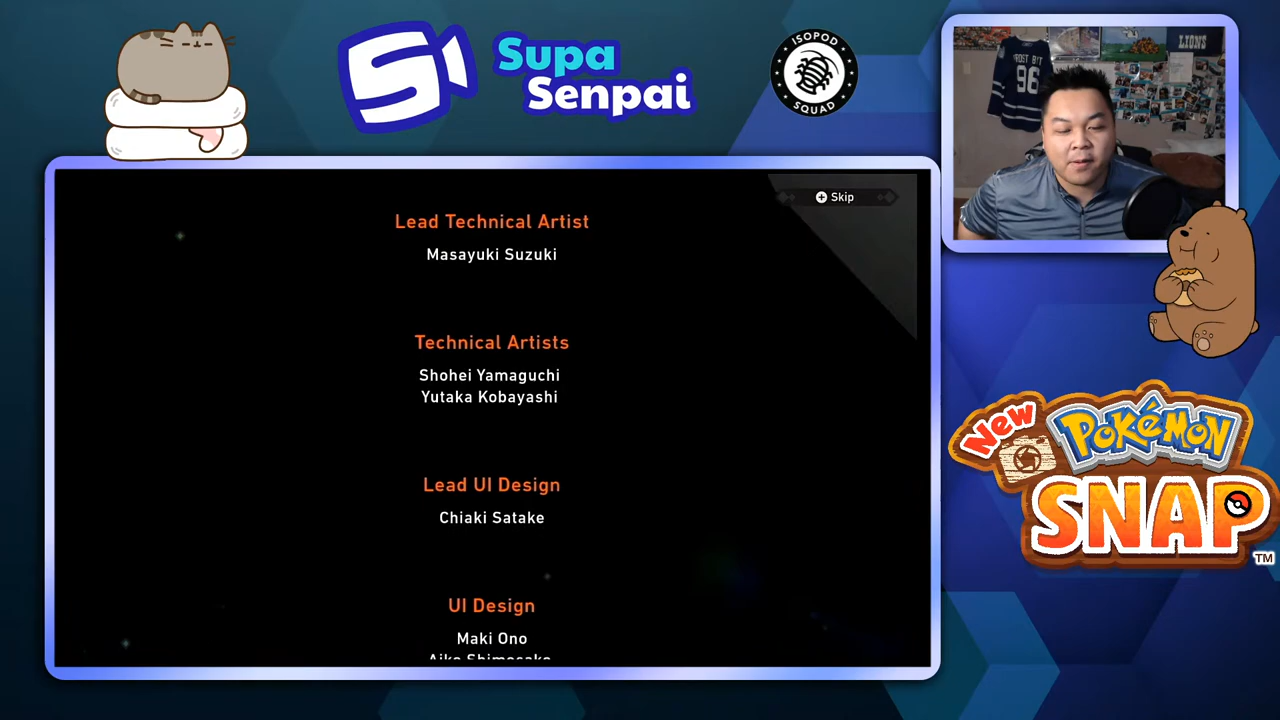 Supa
Senpai
ISOPOD
SQUAD
LIONS
96
Skip
Lead Technical Artist
Masayuki Suzuki
Technical Artists
Shohei Yamaguchi
Yutaka Kobayashi
Lead UI Design
Chiaki Satake
UI Design
Maki Ono
New
POKéMON
SNAP
TM